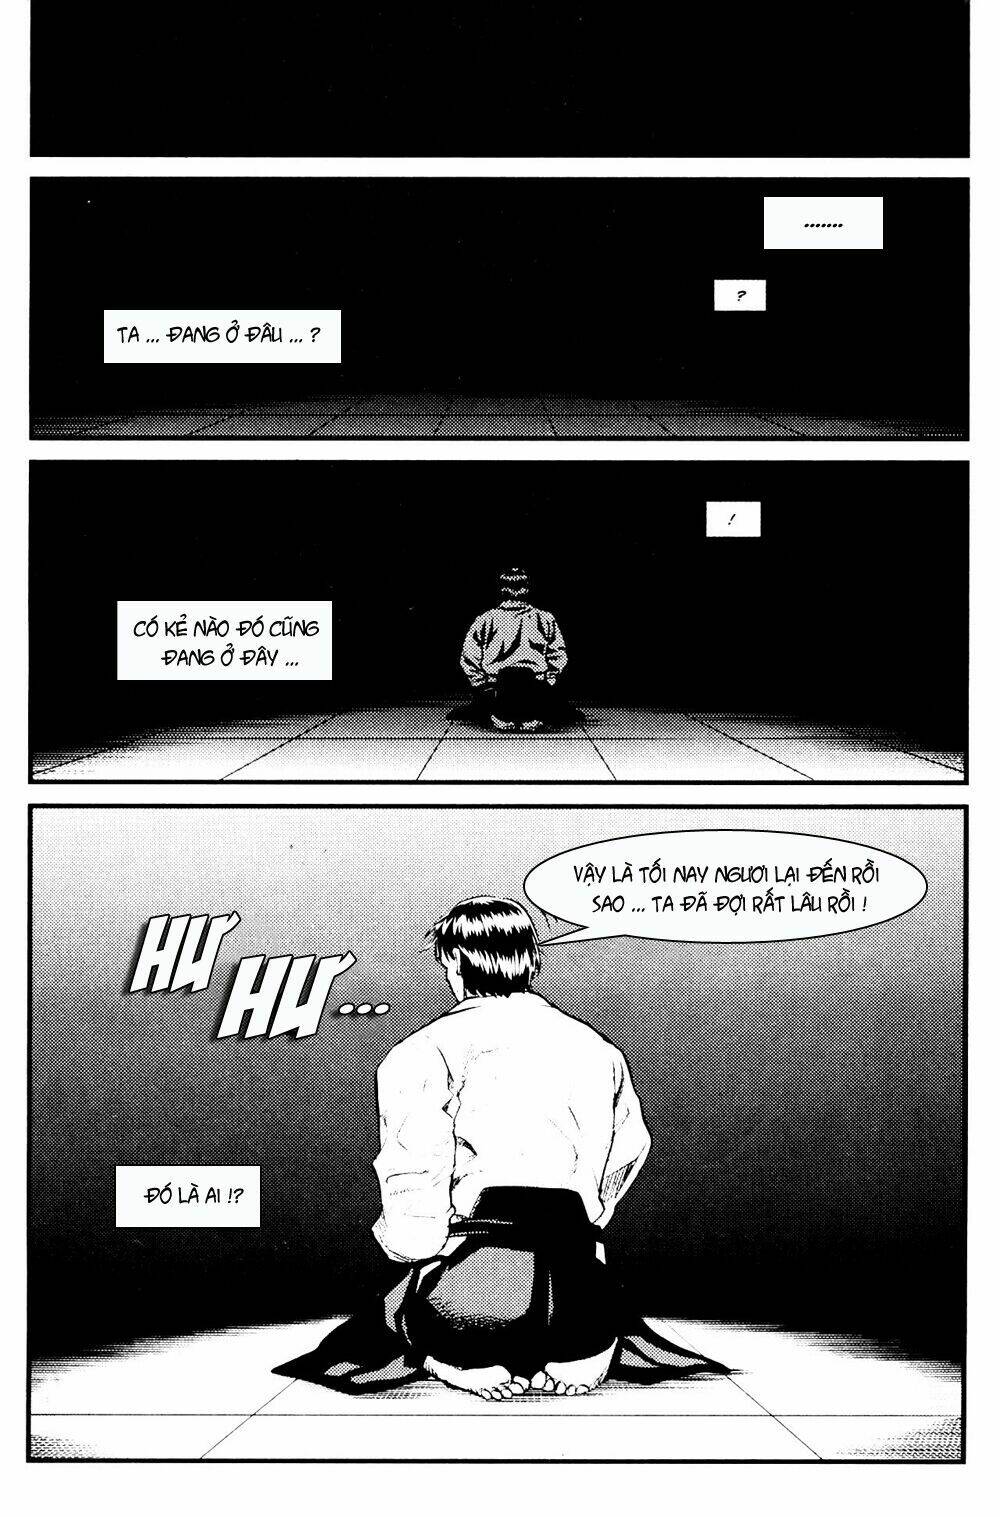 .......
?
TA ... ĐANG Ở ĐÂU ... ?
!
CÓ KẺ NÀO ĐÓ CŨNG
ĐANG Ở ĐÂY ...
VẬY LÀ TỐI NAY NGƯƠI LẠI ĐẾN RỒI
SAO ... TA ĐÃ ĐỢI RẤT LÂU RỒI !
HƯ
HƯ ...
ĐÓ LÀ AI !?